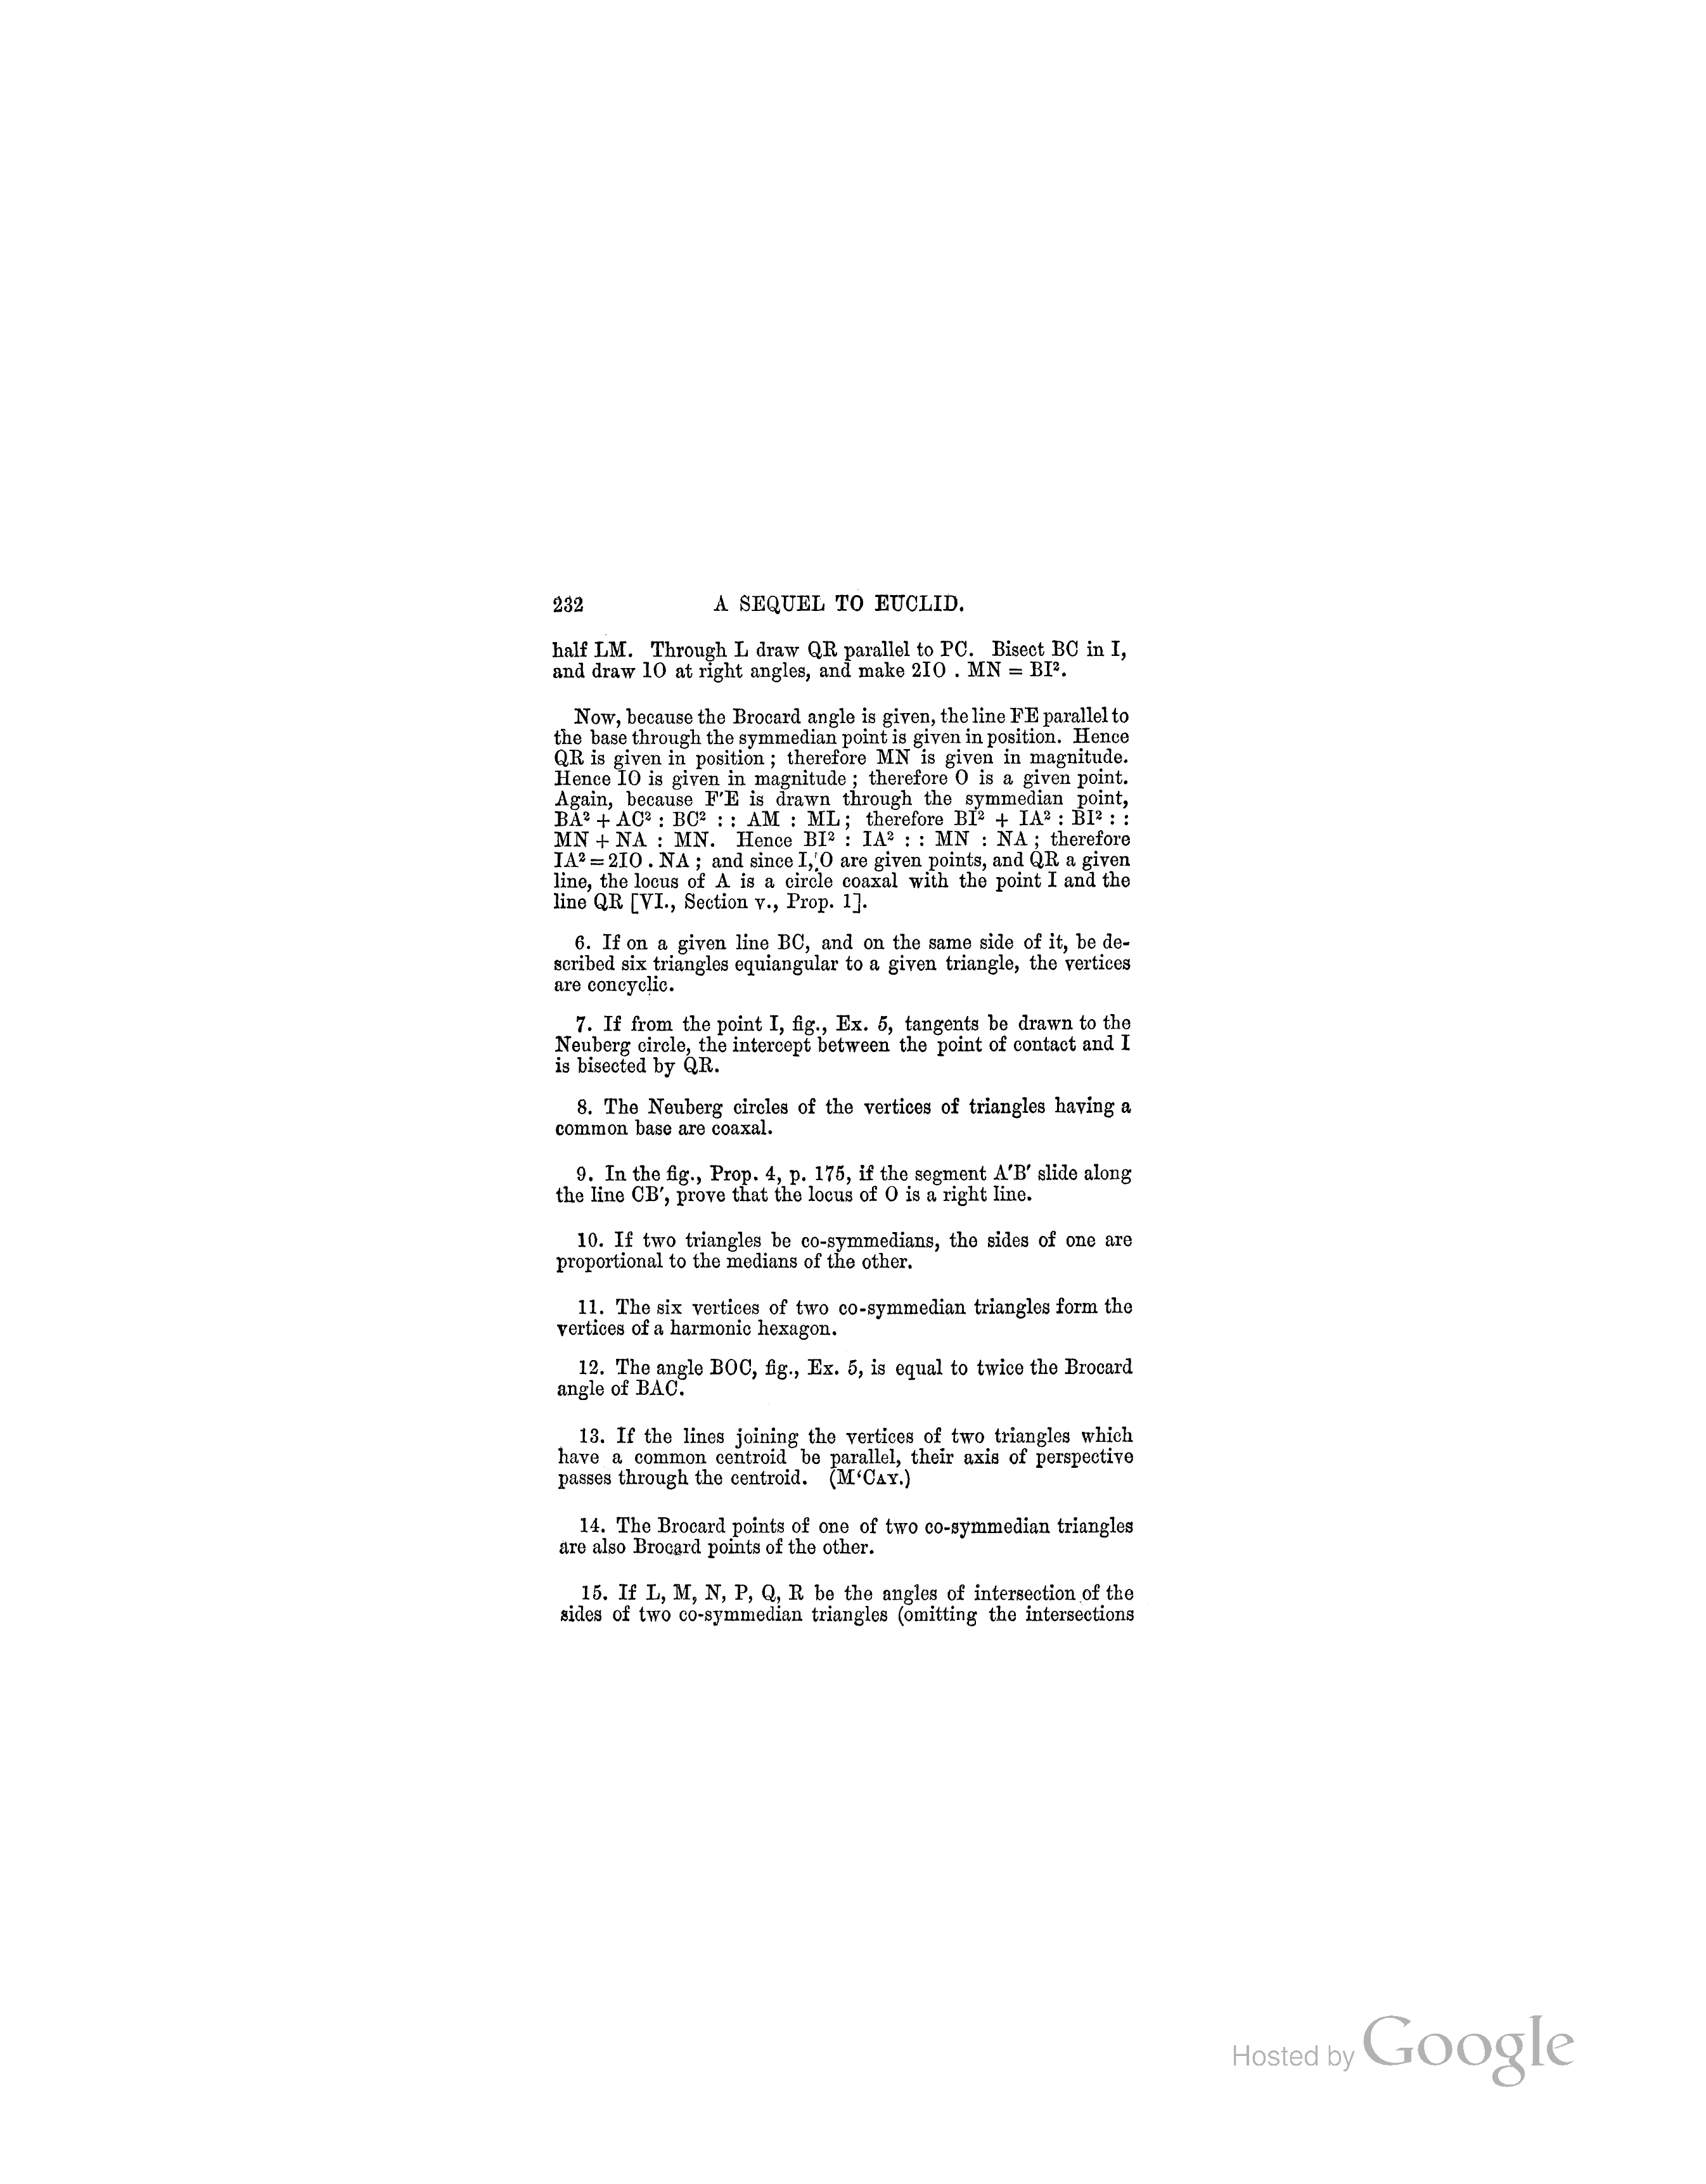 232 A SEQUEL TO EUCLID.
half LM. Through L draw QR parallel to PC. Bisect BC in I,
and draw 1O at right angles, and make 2IO . MN = BI².
Now, because the Brocard angle is given, the line FE parallel to
the base through the symmedian point is given in position. Hence
QR is given in position ; therefore MN is given in magnitude.
Hence IO is given in magnitude ; therefore O is a given point.
Again, because F'E is drawn through the symmedian point,
BA² + AC² : BC² : : AM : ML ; therefore BI² + IA² : BI² : :
MN + NA : MN. Hence BI² : IA² : : MN : NA ; therefore
IA² = 2IO . NA ; and since I, O are given points, and QR a given
line, the locus of A is a circle coaxal with the point I and the
line QR [VI., Section v., Prop. 1].
6. If on a given line BC, and on the same side of it, be de-
scribed six triangles equiangular to a given triangle, the vertices
are concyclic.
7. If from the point I, fig., Ex. 5, tangents be drawn to the
Neuberg circle, the intercept between the point of contact and I
is bisected by QR.
8. The Neuberg circles of the vertices of triangles having a
common base are coaxal.
9. In the fig., Prop. 4, p. 175, if the segment A'B' slide along
the line CB', prove that the locus of O is a right line.
10. If two triangles be co-symmedians, the sides of one are
proportional to the medians of the other.
11. The six vertices of two co-symmedian triangles form the
vertices of a harmonic hexagon.
12. The angle BOC, fig., Ex. 5, is equal to twice the Brocard
angle of BAC.
13. If the lines joining the vertices of two triangles which
have a common centroid be parallel, their axis of perspective
passes through the centroid. (M‘CAY.)
14. The Brocard points of one of two co-symmedian triangles
are also Brocard points of the other.
15. If L, M, N, P, Q, R be the angles of intersection of the
sides of two co-symmedian triangles (omitting the intersections
Hosted by Google